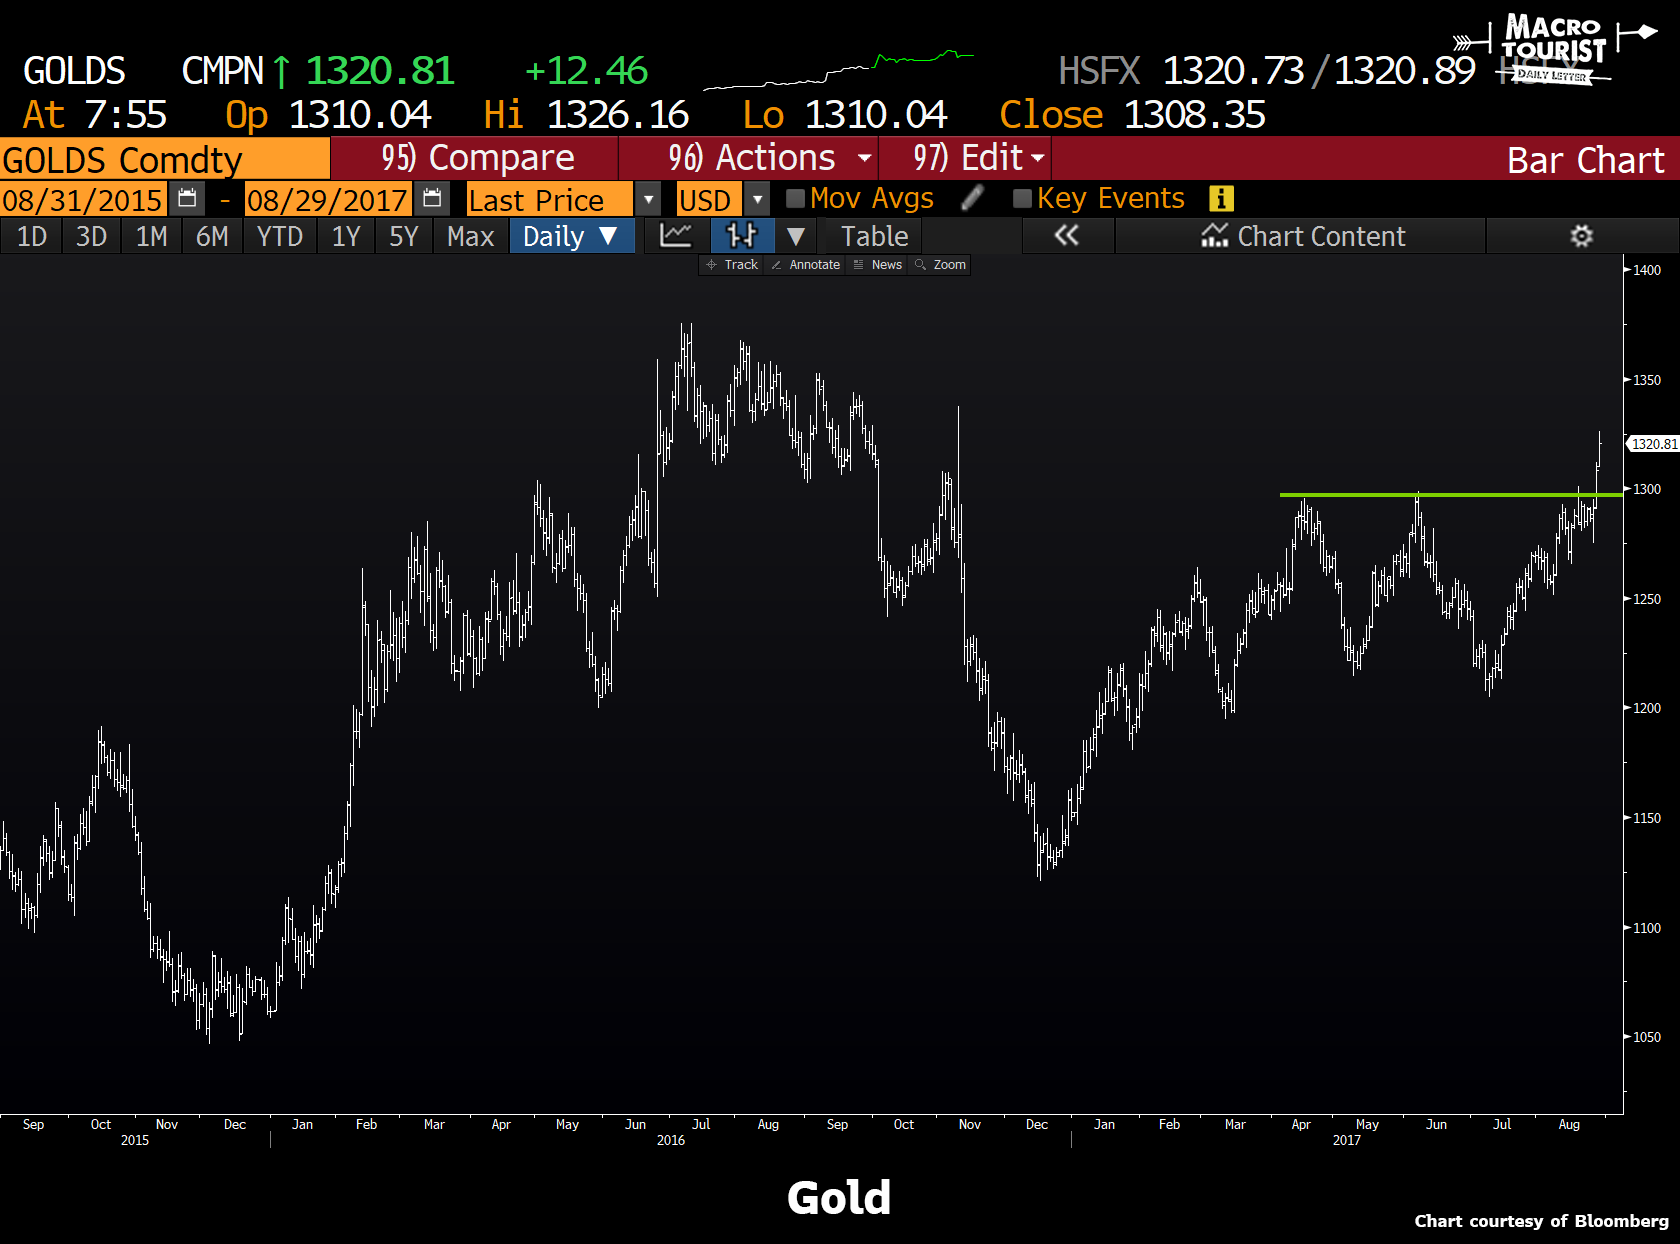 MACRO
TOURIST
DAILY LETTER
GOLDS CMPN ↑ 1320.81 +12.46 HSFX 1320.73/1320.89 HSFX
At 7:55 Op 1310.04 Hi 1326.16 Lo 1310.04 Close 1308.35
GOLDS Comdty 95) Compare 96) Actions 97) Edit Bar Chart
08/31/2015 - 08/29/2017 Last Price USD Mov Avgs Key Events i
1D 3D 1M 6M YTD 1Y 5Y Max Daily ▼ ▼ Table « Chart Content
Track Annotate News Zoom
1400
1350
1320.81
1300
1250
1200
1150
1100
1050
Sep Oct Nov Dec Jan Feb Mar Apr May Jun Jul Aug Sep Oct Nov Dec Jan Feb Mar Apr May Jun Jul Aug
2015 2016 2017
Gold
Chart courtesy of Bloomberg